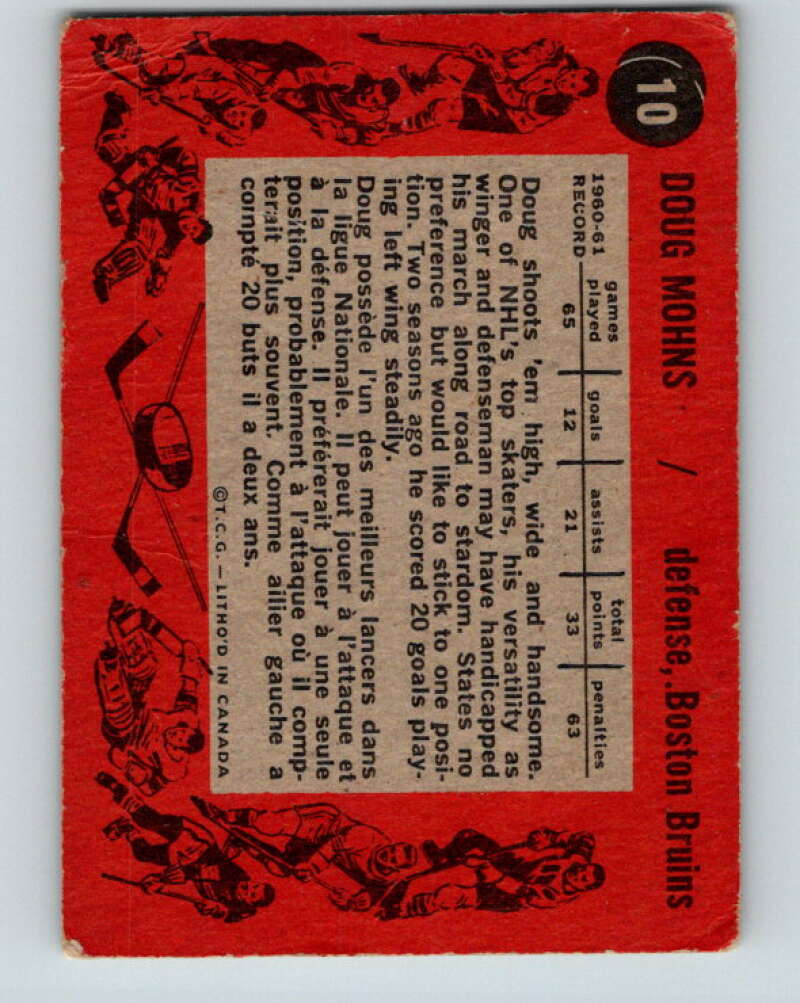 10
DOUG MOHNS / defense, Boston Bruins
1960-61 RECORD
games played goals assists total points penalties
65 12 21 33 63
Doug shoots 'em high, wide and handsome.
One of NHL's top skaters, his versatility as
winger and defenseman may have handicapped
his march along road to stardom. States no
preference but would like to stick to one posi-
tion. Two seasons ago he scored 20 goals play-
ing left wing steadily.
Doug possède l'un des meilleurs lancers dans
la ligue Nationale. Il peut jouer à l'attaque et
à la défense. Il préférerait jouer à une seule
position, probablement à l'attaque où il comp-
terait plus souvent. Comme ailier gauche a
compté 20 buts il a deux ans.
©T.C.G. — LITHO'D IN CANADA